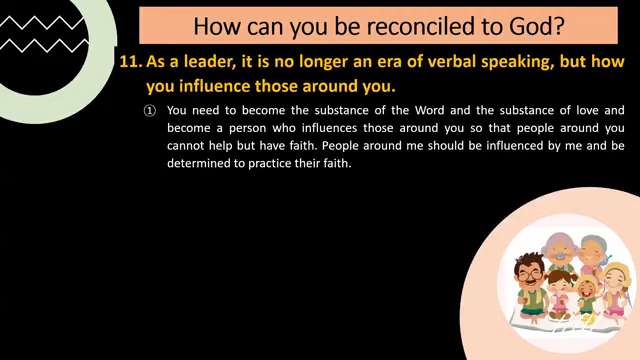 How can you be reconciled to God?
11. As a leader, it is no longer an era of verbal speaking, but how
you influence those around you.
① You need to become the substance of the Word and the substance of love and
become a person who influences those around you so that people around you
cannot help but have faith. People around me should be influenced by me and be
determined to practice their faith.